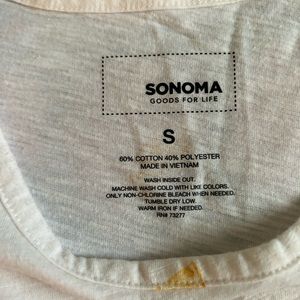 SONOMA
GOODS FOR LIFE
S
60% COTTON 40% POLYESTER
MADE IN VIETNAM
WASH INSIDE OUT.
MACHINE WASH COLD WITH LIKE COLORS.
ONLY NON-CHLORINE BLEACH WHEN NEEDED.
TUMBLE DRY LOW.
WARM IRON IF NEEDED.
RN# 73277